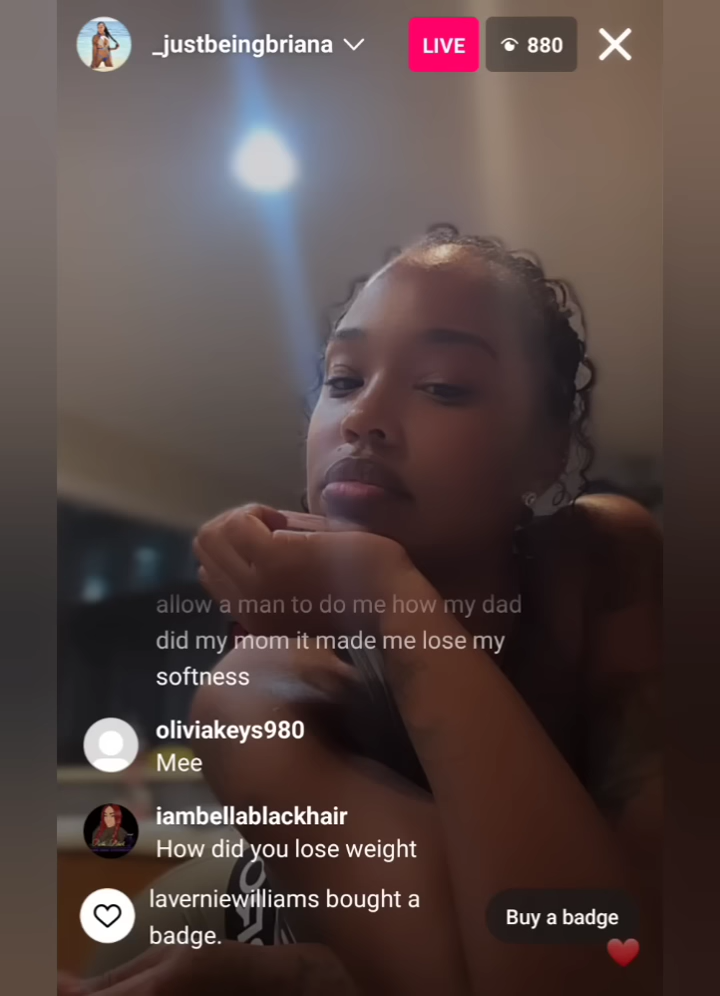 _justbeingbriana
LIVE
880
allow a man to do me how my dad
did my mom it made me lose my
softness
oliviakeys980
Mee
iambellablackhair
How did you lose weight
laverniewilliams bought a
badge.
Buy a badge